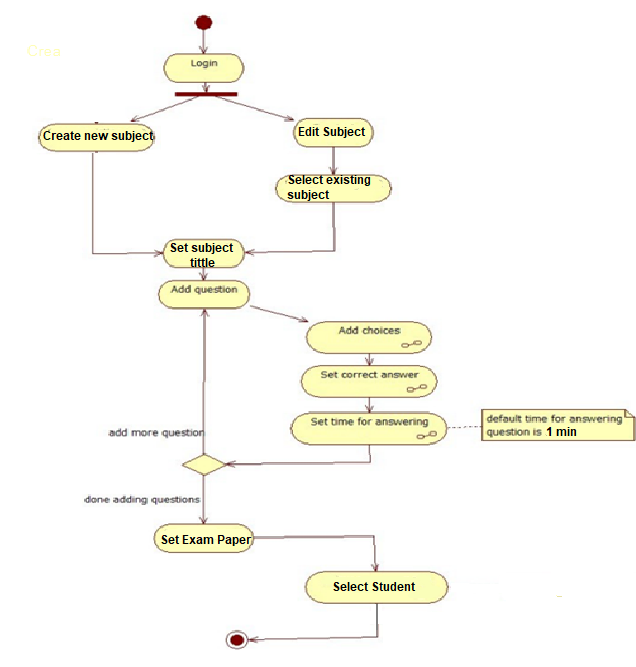 Crea
Login
Create new subject
Edit Subject
Select existing
subject
Set subject
tittle
Add question
Add choices
Set correct answer
Set time for answering
default time for answering
question is 1 min
add more question
done adding questions
Set Exam Paper
Select Student